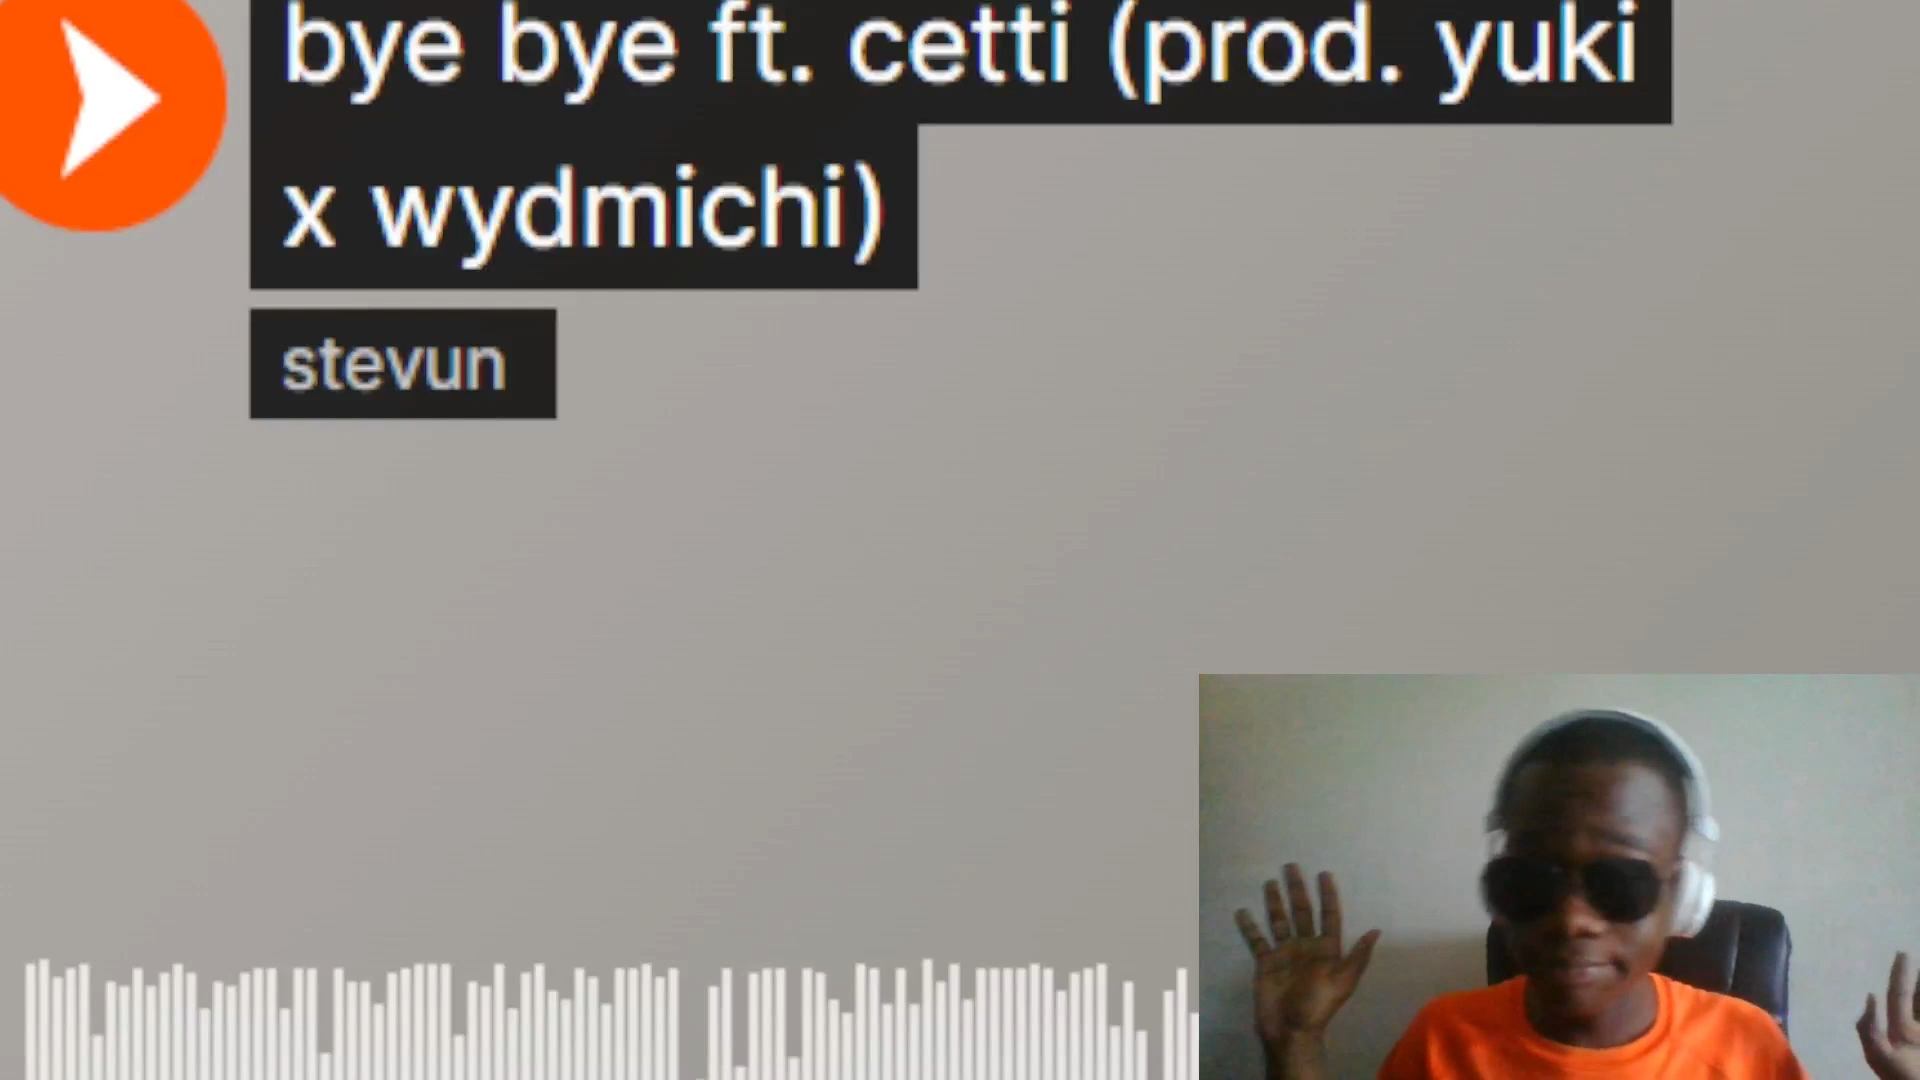 bye bye ft. cetti (prod. yuki
x wydmichi)
stevun